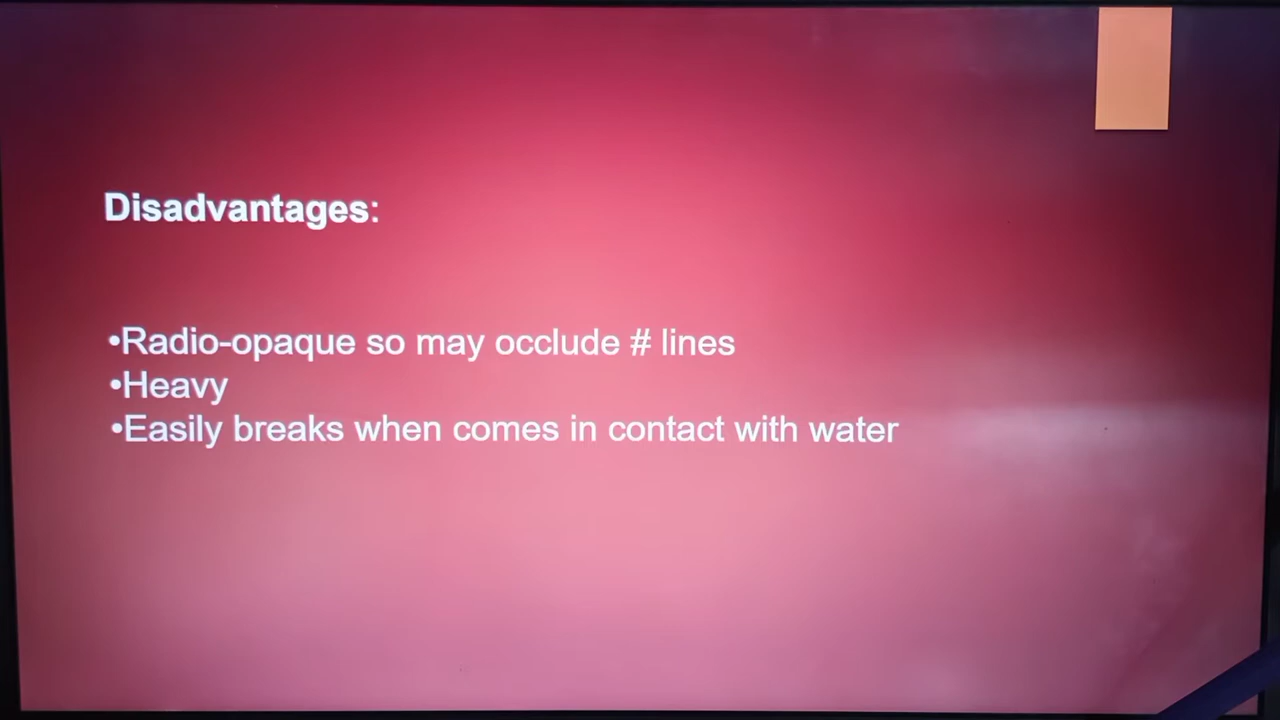 Disadvantages:
•Radio-opaque so may occlude # lines
•Heavy
•Easily breaks when comes in contact with water